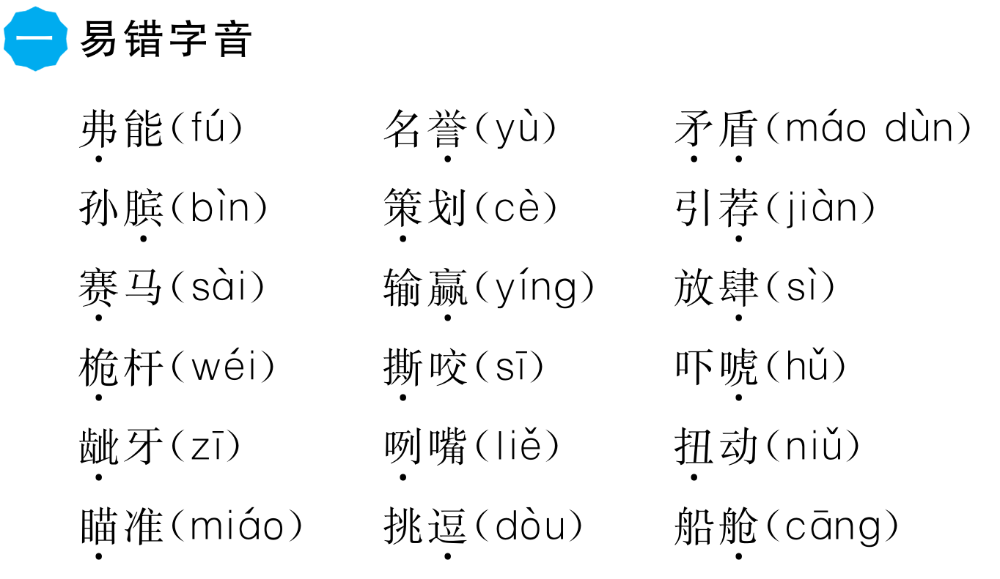 一 易错字音
弗能(fú) 名誉(yù) 矛盾(máo dùn)
孙膑(bìn) 策划(cè) 引荐(jiàn)
赛马(sài) 输赢(yíng) 放肆(sì)
桅杆(wéi) 撕咬(sī) 吓唬(hǔ)
龇牙(zī) 咧嘴(liě) 扭动(niǔ)
瞄准(miáo) 挑逗(dòu) 船舱(cāng)